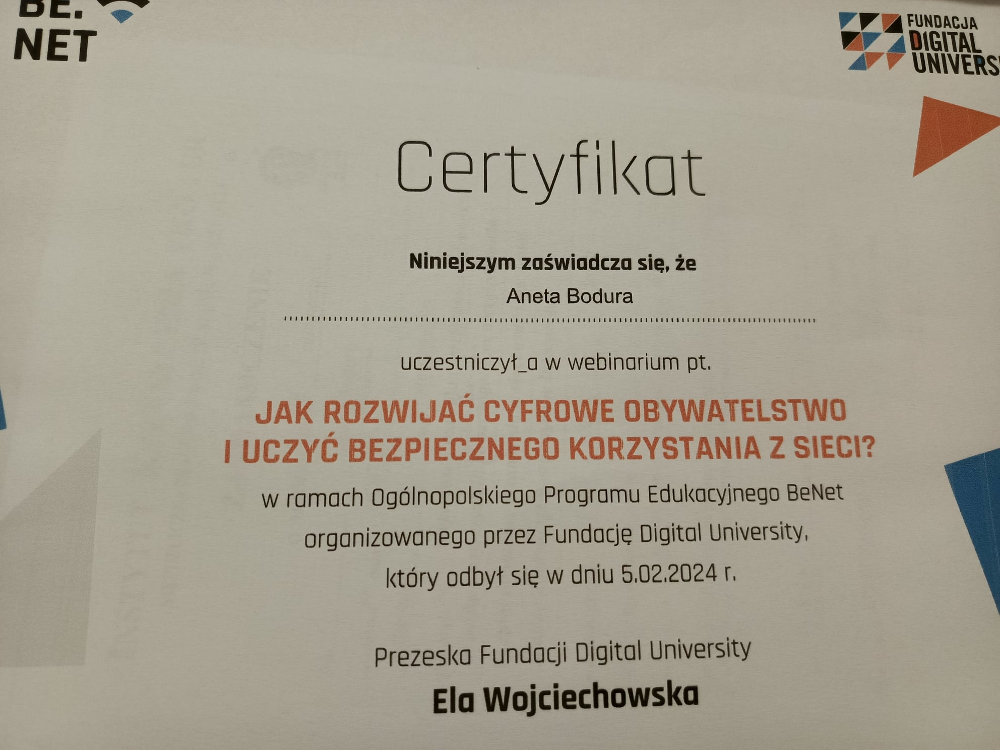 BE.
NET
FUNDACJA
DIGITAL
Certyfikat
Niniejszym zaświadcza się, że
Aneta Bodura
uczestniczył_a w webinarium pt.
JAK ROZWIJAĆ CYFROWE OBYWATELSTWO
I UCZYĆ BEZPIECZNEGO KORZYSTANIA Z SIECI?
w ramach Ogólnopolskiego Programu Edukacyjnego BeNet
organizowanego przez Fundację Digital University,
który odbył się w dniu 5.02.2024 r.
Prezeska Fundacji Digital University
Ela Wojciechowska